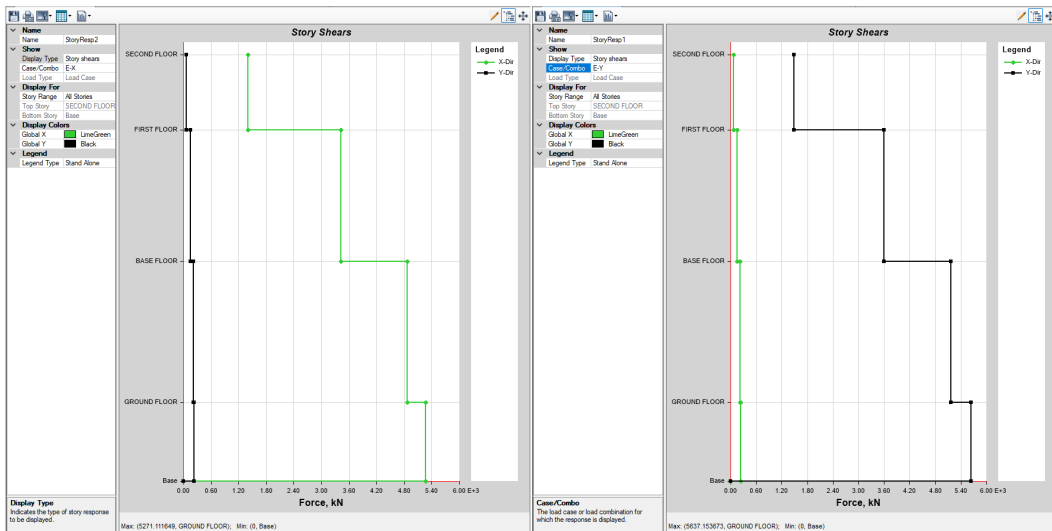 Name
Name StoryResp2
Show
Display Type Story shears
Case/Combo E-X
Load Type Load Case
Display For
Story Range All Stories
Top Story SECOND FLOOR
Bottom Story Base
Display Colors
Global X LimeGreen
Global Y Black
Legend
Legend Type Stand Alone
Display Type
Indicates the type of story response
to be displayed.
Story Shears
SECOND FLOOR
FIRST FLOOR
BASE FLOOR
GROUND FLOOR
Base
0.00 0.60 1.20 1.80 2.40 3.00 3.60 4.20 4.80 5.40 6.00 E+3
Force, kN
Legend
X-Dir
Y-Dir
Max: (5271.111649, GROUND FLOOR); Min: (0, Base)
Name
Name StoryResp1
Show
Display Type Story shears
Case/Combo E-Y
Load Type Load Case
Display For
Story Range All Stories
Top Story SECOND FLOOR
Bottom Story Base
Display Colors
Global X LimeGreen
Global Y Black
Legend
Legend Type Stand Alone
Case/Combo
The load case or load combination for
which the response is displayed.
Story Shears
SECOND FLOOR
FIRST FLOOR
BASE FLOOR
GROUND FLOOR
Base
0.00 0.60 1.20 1.80 2.40 3.00 3.60 4.20 4.80 5.40 6.00 E+3
Force, kN
Legend
X-Dir
Y-Dir
Max: (5637.153673, GROUND FLOOR); Min: (0, Base)